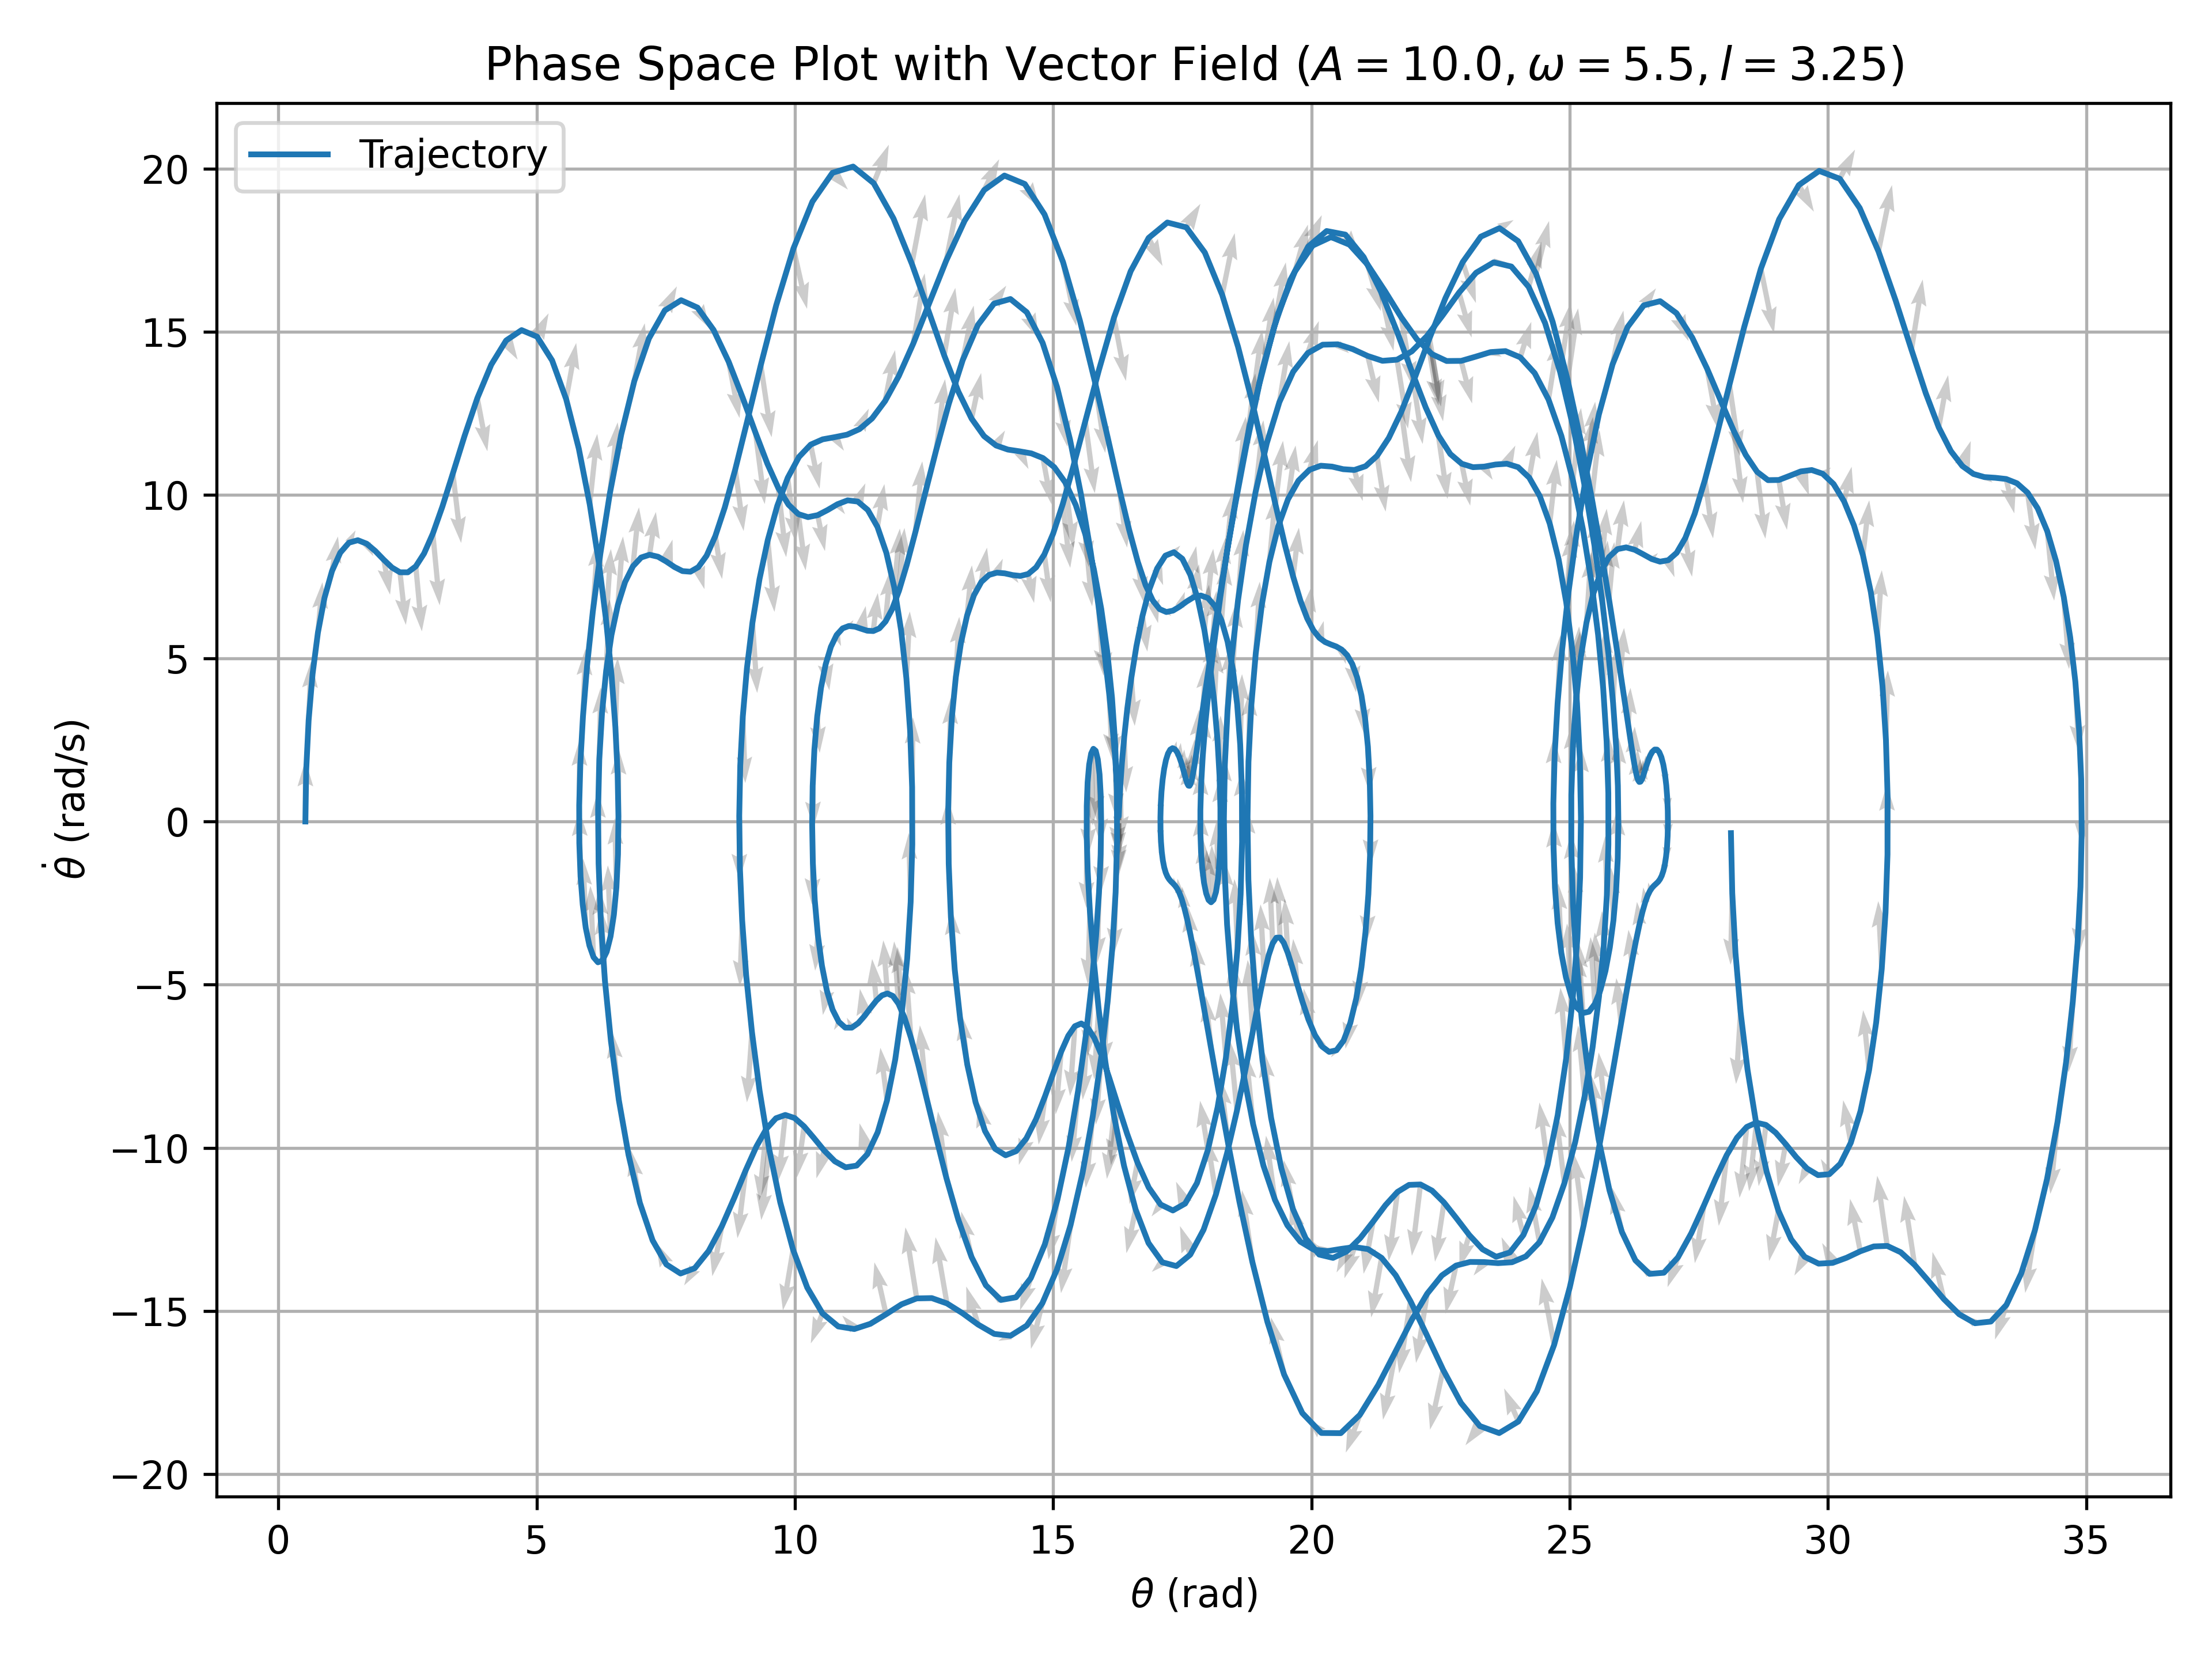 Phase Space Plot with Vector Field (A = 10.0, ω = 5.5, l = 3.25)
Trajectory
20
15
10
5
0
−5
−10
−15
−20
θ̇ (rad/s)
0 5 10 15 20 25 30 35
θ (rad)